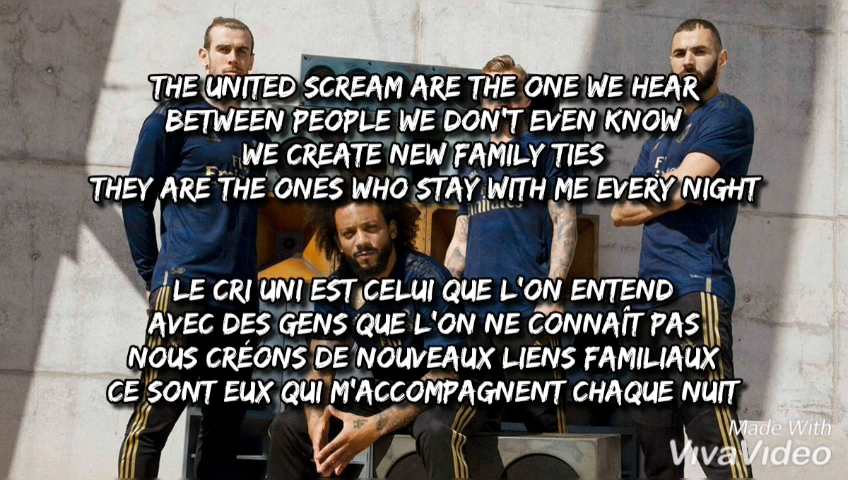 THE UNITED SCREAM ARE THE ONE WE HEAR
BETWEEN PEOPLE WE DON'T EVEN KNOW
WE CREATE NEW FAMILY TIES
THEY ARE THE ONES WHO STAY WITH ME EVERY NIGHT
LE CRI UNI EST CELUI QUE L'ON ENTEND
AVEC DES GENS QUE L'ON NE CONNAÎT PAS
NOUS CRÉONS DE NOUVEAUX LIENS FAMILIAUX
CE SONT EUX QUI M'ACCOMPAGNENT CHAQUE NUIT
Made With
VivaVideo